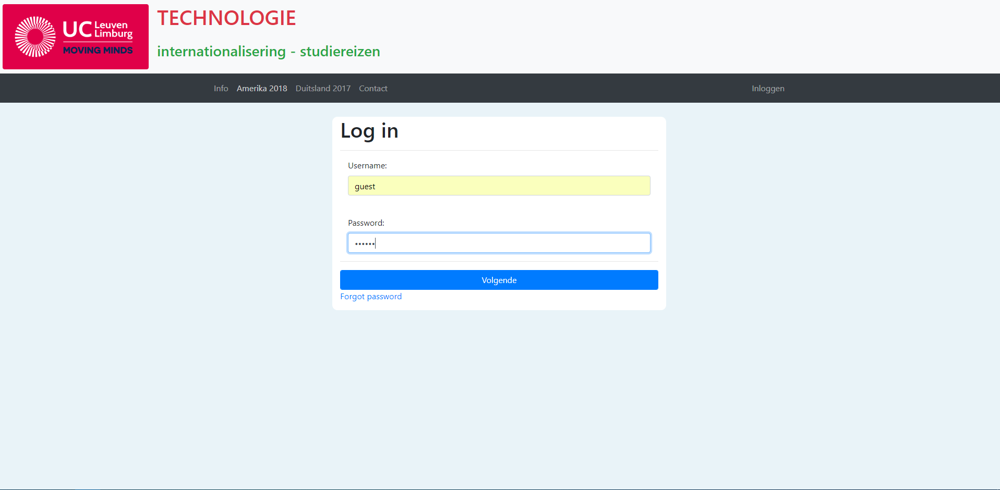 UC Leuven Limburg
MOVING MINDS
TECHNOLOGIE
internationalisering - studiereizen
Info Amerika 2018 Duitsland 2017 Contact Inloggen
Log in
Username:
guest
Password:
••••••
Volgende
Forgot password